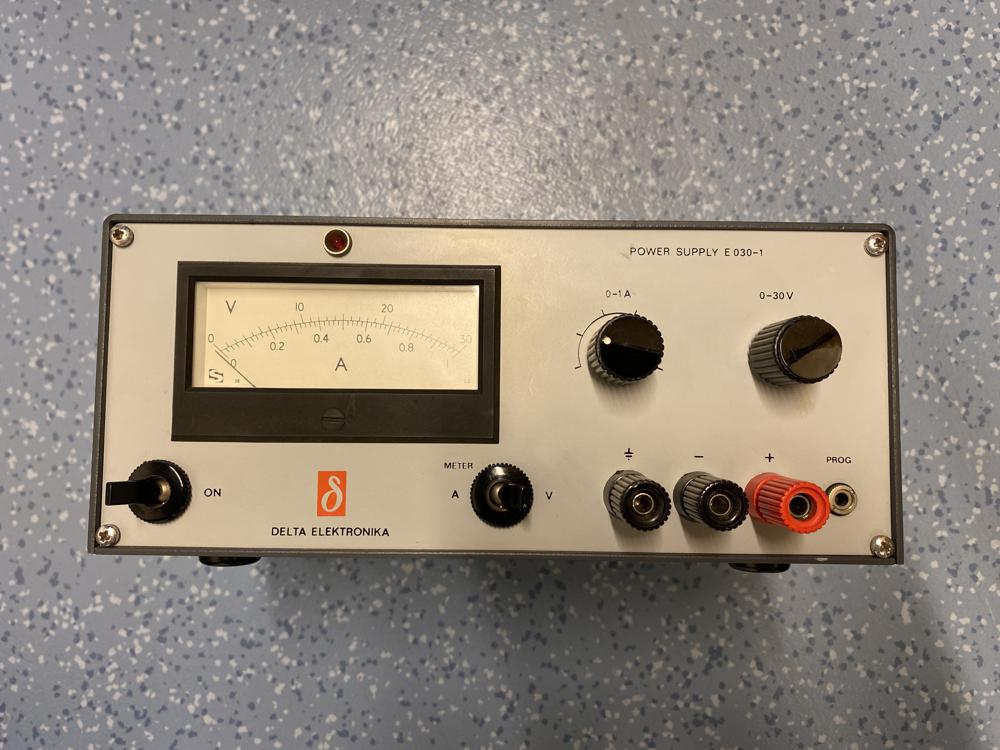 POWER SUPPLY E 030-1
0-1 A
0-30 V
V
0 10 20 30
0 0.2 0.4 0.6 0.8 1
A
ON
δ
DELTA ELEKTRONIKA
METER
A V
⏚ − +
PROG